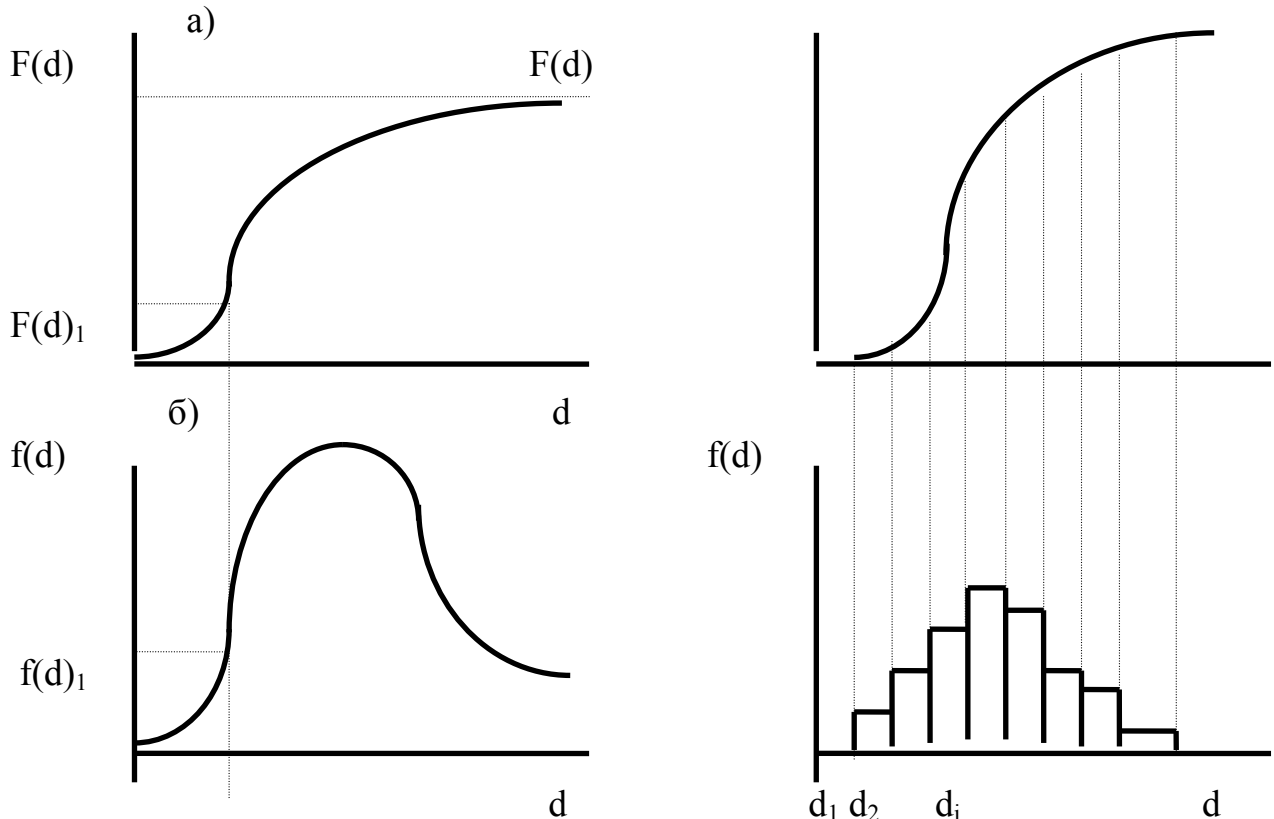 а)
F(d) F(d)
F(d)₁
б) d
f(d) f(d)
f(d)₁
d d₁ d₂ dᵢ d